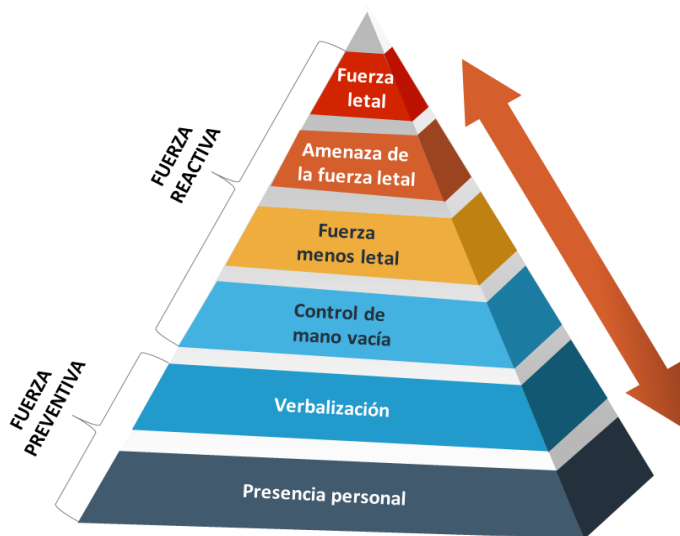 Fuerza
letal
Amenaza de
la fuerza letal
Fuerza
menos letal
Control de
mano vacía
Verbalización
Presencia personal
FUERZA
REACTIVA
FUERZA
PREVENTIVA